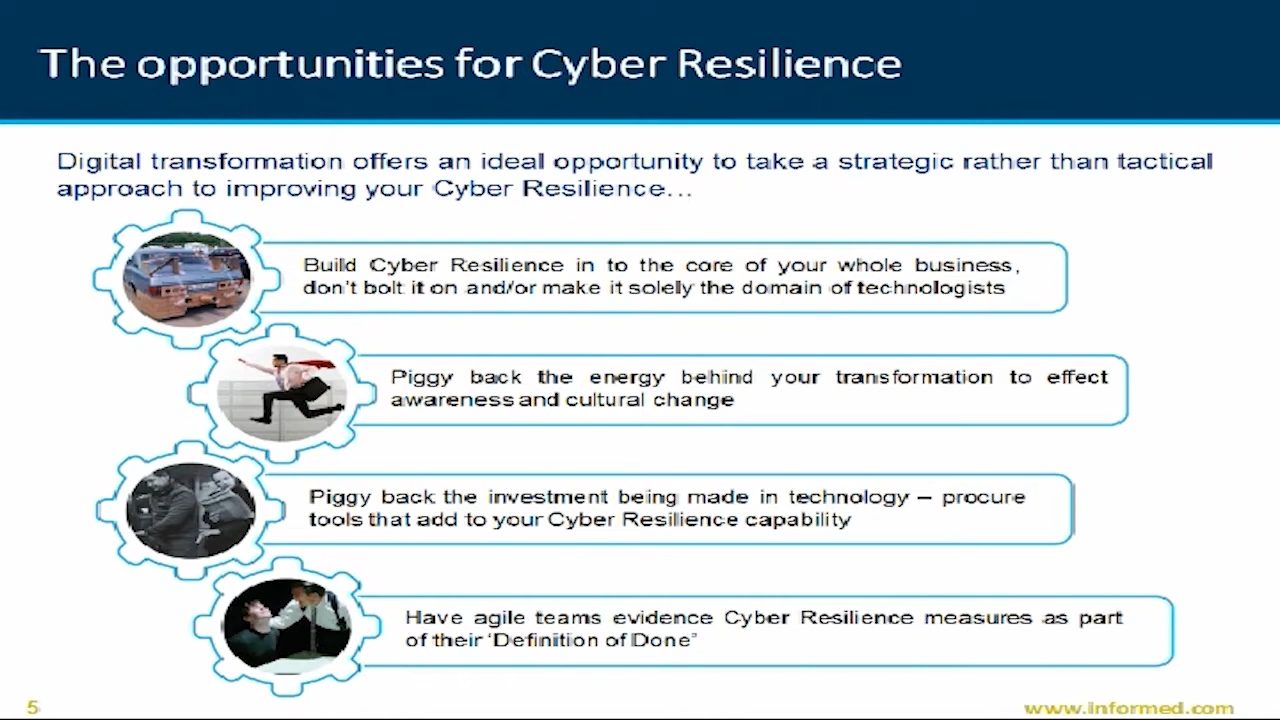 The opportunities for Cyber Resilience
Digital transformation offers an ideal opportunity to take a strategic rather than tactical
approach to improving your Cyber Resilience...
Build Cyber Resilience in to the core of your whole business,
don't bolt it on and/or make it solely the domain of technologists
Piggy back the energy behind your transformation to effect
awareness and cultural change
Piggy back the investment being made in technology – procure
tools that add to your Cyber Resilience capability
Have agile teams evidence Cyber Resilience measures as part
of their 'Definition of Done'
5
www.informed.com